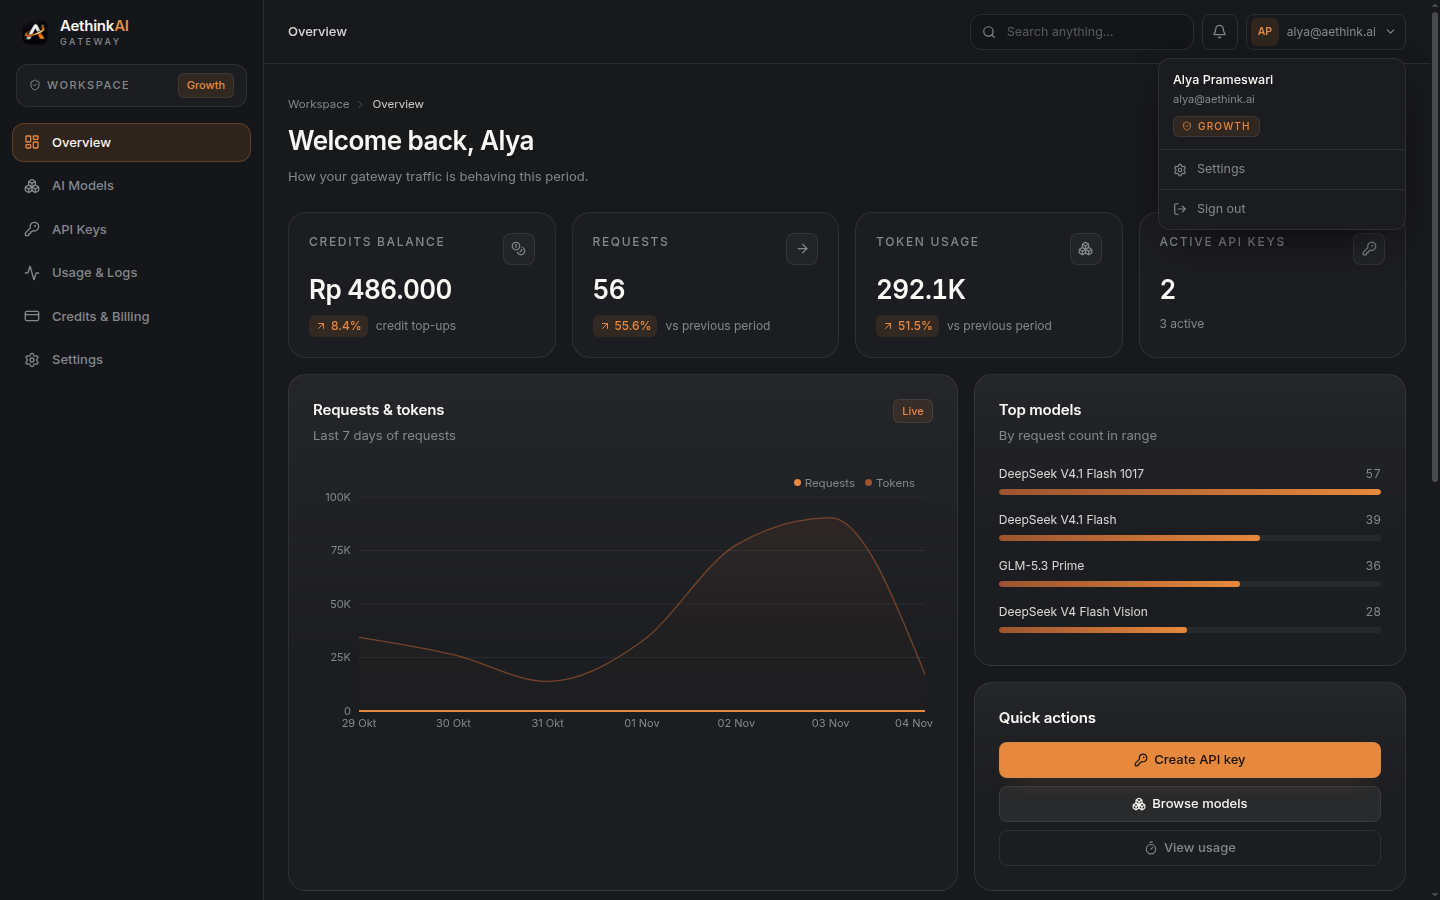 AethinkAI
GATEWAY
WORKSPACE
Growth
Overview
AI Models
API Keys
Usage & Logs
Credits & Billing
Settings
Overview
Search anything...
AP
alya@aethink.ai
Alya Prameswari
alya@aethink.ai
GROWTH
Settings
Sign out
Workspace
Overview
Welcome back, Alya
How your gateway traffic is behaving this period.
CREDITS BALANCE
Rp 486.000
8.4% credit top-ups
REQUESTS
56
55.6% vs previous period
TOKEN USAGE
292.1K
51.5% vs previous period
ACTIVE API KEYS
2
3 active
Requests & tokens
Live
Last 7 days of requests
Requests
Tokens
100K
75K
50K
25K
0
29 Okt
30 Okt
31 Okt
01 Nov
02 Nov
03 Nov
04 Nov
Top models
By request count in range
DeepSeek V4.1 Flash 1017 57
DeepSeek V4.1 Flash 39
GLM-5.3 Prime 36
DeepSeek V4 Flash Vision 28
Quick actions
Create API key
Browse models
View usage